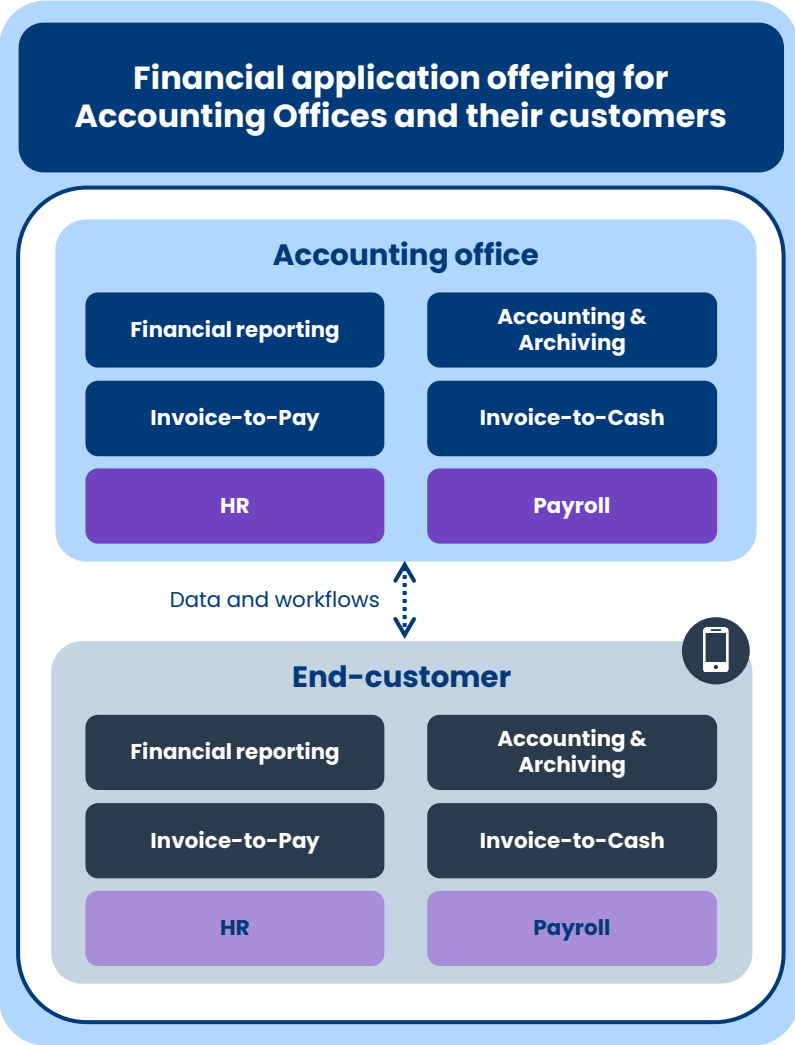 Financial application offering for
Accounting Offices and their customers
Accounting office
Financial reporting
Accounting &
Archiving
Invoice-to-Pay
Invoice-to-Cash
HR
Payroll
Data and workflows
End-customer
Financial reporting
Accounting &
Archiving
Invoice-to-Pay
Invoice-to-Cash
HR
Payroll